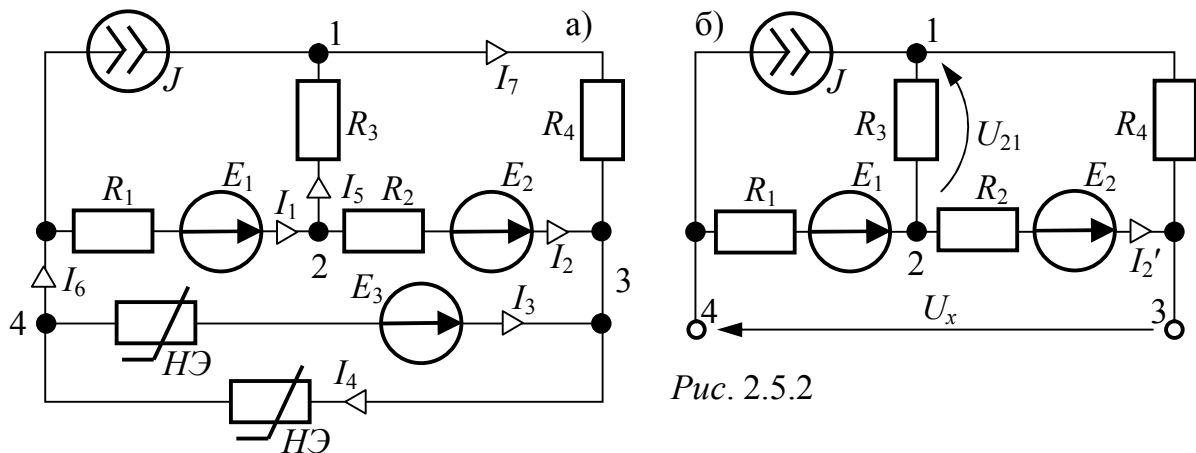 1 а) б) 1
J I₇ J
R₃ R₄ R₃ U₂₁ R₄
R₁ E₁ I₁ I₅ R₂ E₂ R₁ E₁ R₂ E₂
I₆ 2 I₂ 3 2 I₂′
4 E₃ I₃ 4 Uₓ 3
НЭ I₄
НЭ
Рис. 2.5.2